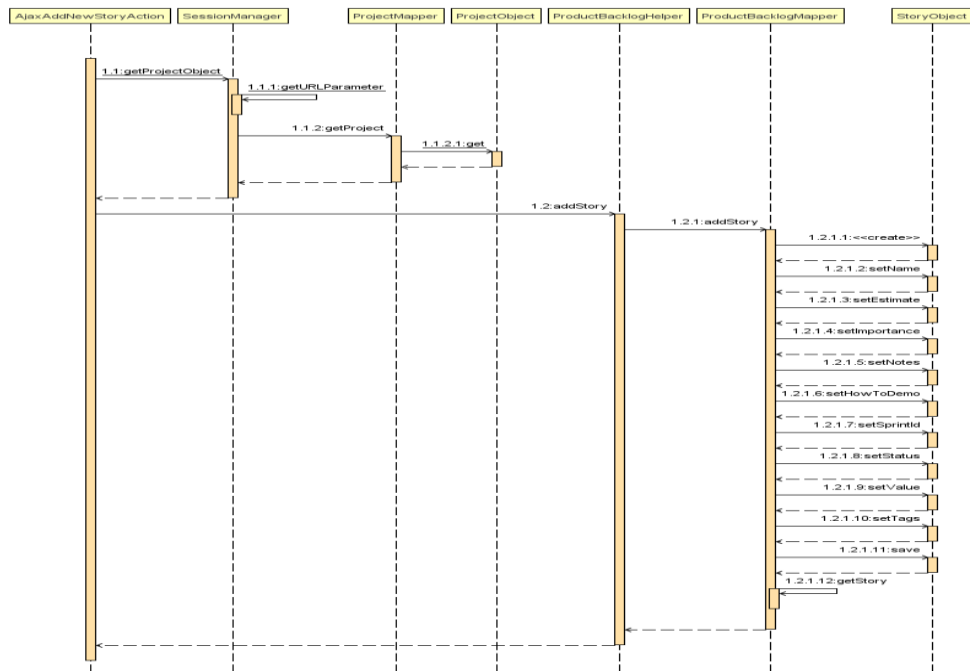 AjaxAddNewStoryAction
SessionManager
ProjectMapper
ProjectObject
ProductBacklogHelper
ProductBacklogMapper
StoryObject
1.1:getProjectObject
1.1.1:getURLParameter
1.1.2:getProject
1.1.2.1:get
1.2:addStory
1.2.1:addStory
1.2.1.1:<<create>>
1.2.1.2:setName
1.2.1.3:setEstimate
1.2.1.4:setImportance
1.2.1.5:setNotes
1.2.1.6:setHowToDemo
1.2.1.7:setSprintId
1.2.1.8:setStatus
1.2.1.9:setValue
1.2.1.10:setTags
1.2.1.11:save
1.2.1.12:getStory